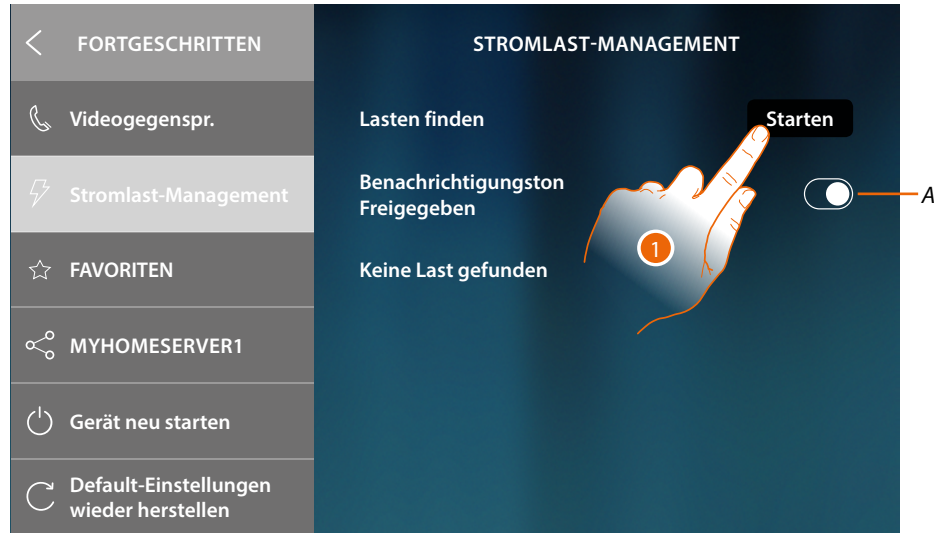 FORTGESCHRITTEN
STROMLAST-MANAGEMENT
Videogegenspr.
Lasten finden
Starten
Stromlast-Management
Benachrichtigungston
Freigegeben
A
1
FAVORITEN
Keine Last gefunden
MYHOMESERVER1
Gerät neu starten
Default-Einstellungen
wieder herstellen